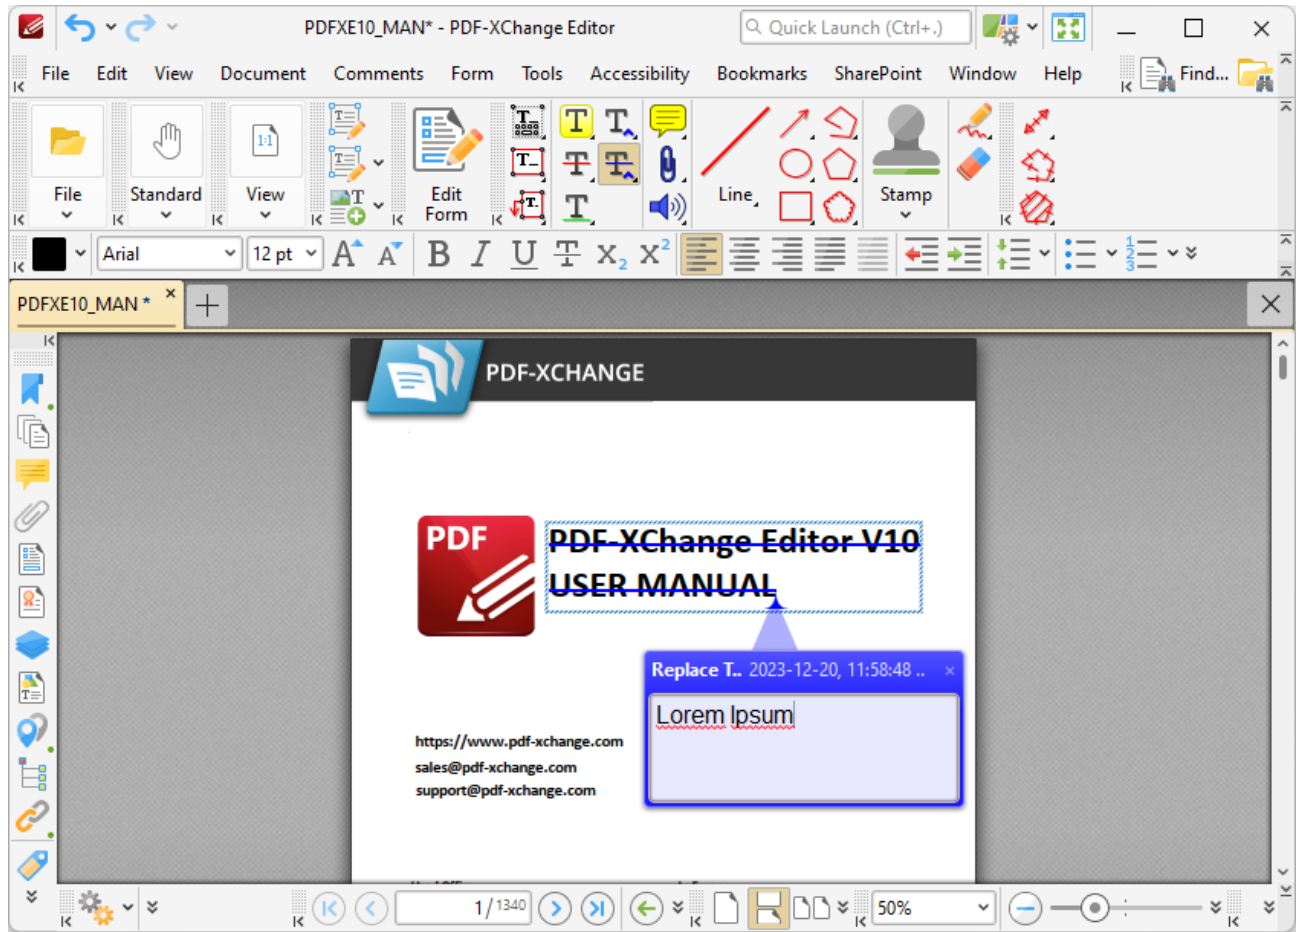 PDFXE10_MAN* - PDF-XChange Editor
Quick Launch (Ctrl+.)
File Edit View Document Comments Form Tools Accessibility Bookmarks SharePoint Window Help Find...
File Standard 1:1 View Edit Form Line Stamp
Arial 12 pt
PDFXE10_MAN *
PDF-XCHANGE
PDF
PDF-XChange Editor V10
USER MANUAL
Replace T.. 2023-12-20, 11:58:48 ..
Lorem Ipsum
https://www.pdf-xchange.com
sales@pdf-xchange.com
support@pdf-xchange.com
1/1340
50%